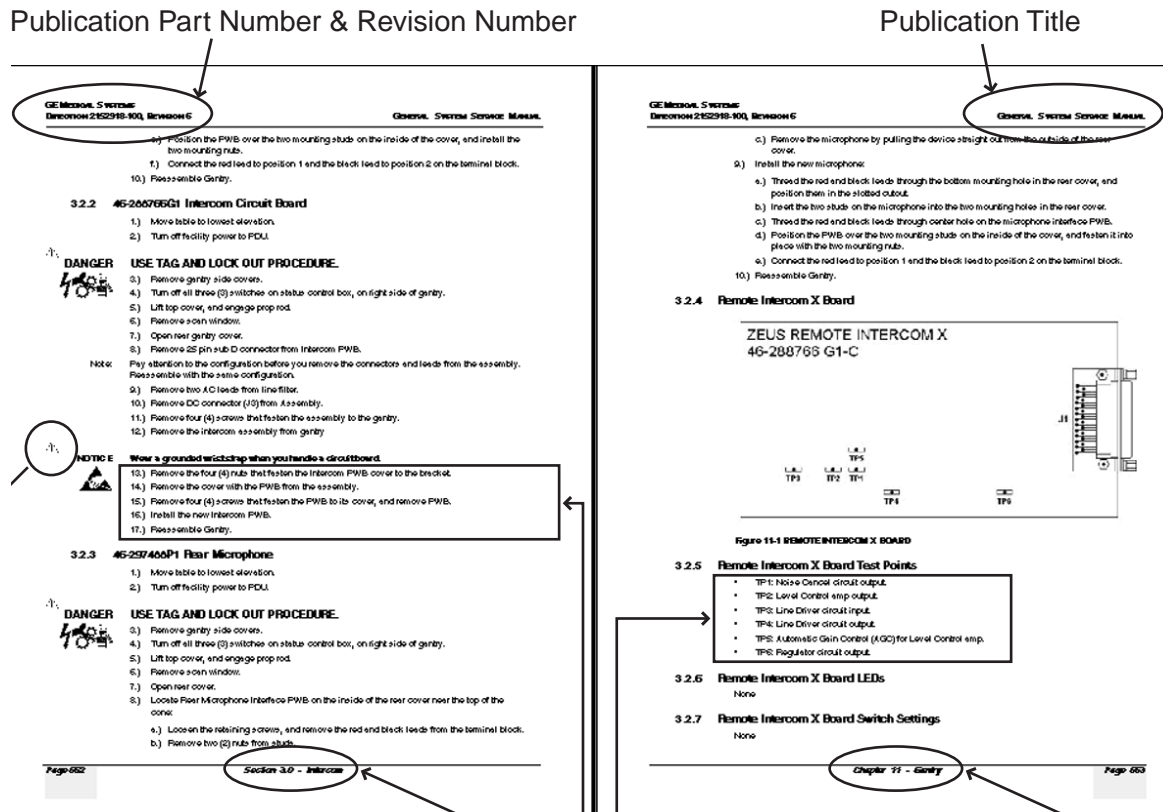 Publication Part Number & Revision Number
Publication Title
GE MEDICAL SYSTEMS
DIRECTION 2152918-100, REVISION 6
GENERAL SYSTEM SERVICE MANUAL
e.) Position the PWB over the two mounting studs on the inside of the cover, and install the
two mounting nuts.
f.) Connect the red lead to position 1 and the black lead to position 2 on the terminal block.
10.) Reassemble Gantry.
3.2.2 46-288766G1 Intercom Circuit Board
1.) Move table to lowest elevation.
2.) Turn off facility power to PDU.
DANGER USE TAG AND LOCK OUT PROCEDURE.
3.) Remove gantry side covers.
4.) Turn off all three (3) switches on status control box, on right side of gantry.
5.) Lift top cover, and engage prop rod.
6.) Remove scan window.
7.) Open rear gantry cover.
8.) Remove 25 pin sub D connector from Intercom PWB.
Note: Pay attention to the configuration before you remove the connectors and leads from the assembly.
Reassemble with the same configuration.
9.) Remove two AC leads from line filter.
10.) Remove DC connector (J3) from Assembly.
11.) Remove four (4) screws that fasten the assembly to the gantry.
12.) Remove the intercom assembly from gantry
NOTICE Wear a grounded wriststrap when you handle a circuit board.
13.) Remove the four (4) nuts that fasten the Intercom PWB cover to the bracket.
14.) Remove the cover with the PWB from the assembly.
15.) Remove four (4) screws that fasten the PWB to its cover, and remove PWB.
16.) Install the new Intercom PWB.
17.) Reassemble Gantry.
3.2.3 46-297488P1 Rear Microphone
1.) Move table to lowest elevation.
2.) Turn off facility power to PDU.
DANGER USE TAG AND LOCK OUT PROCEDURE.
3.) Remove gantry side covers.
4.) Turn off all three (3) switches on status control box, on right side of gantry.
5.) Lift top cover, and engage prop rod.
6.) Remove scan window.
7.) Open rear cover.
8.) Locate Rear Microphone Interface PWB on the inside of the rear cover near the top of the
cone:
a.) Loosen the retaining screws, and remove the red and black leads from the terminal block.
b.) Remove two (2) nuts from studs.
Page 552
Section 3.0 - Intercom
GE MEDICAL SYSTEMS
DIRECTION 2152918-100, REVISION 6
GENERAL SYSTEM SERVICE MANUAL
c.) Remove the microphone by pulling the device straight out from the outside of the rear
cover.
9.) Install the new microphone:
a.) Thread the red and black leads through the bottom mounting hole in the rear cover, and
position them in the slotted cutout.
b.) Insert the two studs on the microphone into the two mounting holes in the rear cover.
c.) Thread the red and black leads through center hole on the microphone interface PWB.
d.) Position the PWB over the two mounting studs on the inside of the cover, and fasten it into
place with the two mounting nuts.
e.) Connect the red lead to position 1 and the black lead to position 2 on the terminal block.
10.) Reassemble Gantry.
3.2.4 Remote Intercom X Board
ZEUS REMOTE INTERCOM X
46-288766 G1-C
J1
TP5
TP3 TP2 TP1
TP4 TP6
Figure 11-1 REMOTE INTERCOM X BOARD
3.2.5 Remote Intercom X Board Test Points
• TP1: Noise Cancel circuit output.
• TP2: Level Control amp output.
• TP3: Line Driver circuit input.
• TP4: Line Driver circuit output.
• TP5: Automatic Gain Control (AGC) for Level Control amp.
• TP6: Regulator circuit output.
3.2.6 Remote Intercom X Board LEDs
None
3.2.7 Remote Intercom X Board Switch Settings
None
Chapter 11 - Gantry
Page 553